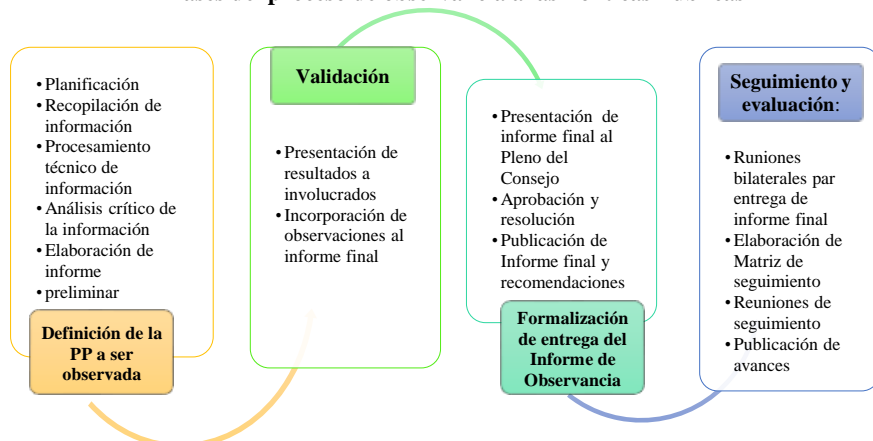 • Planificación
• Recopilación de
información
• Procesamiento
técnico de
información
• Análisis crítico de
la información
• Elaboración de
informe
• preliminar
Definición de la
PP a ser
observada
Validación
• Presentación de
resultados a
involucrados
• Incorporación de
observaciones al
informe final
• Presentación de
informe final al
Pleno del
Consejo
• Aprobación y
resolución
• Publicación de
Informe final y
recomendaciones
Formalización
de entrega del
Informe de
Observancia
Seguimiento y
evaluación:
• Runiones
bilaterales par
entrega de
informe final
• Elaboración de
Matriz de
seguimiento
• Reuniones de
seguimiento
• Publicación de
avances